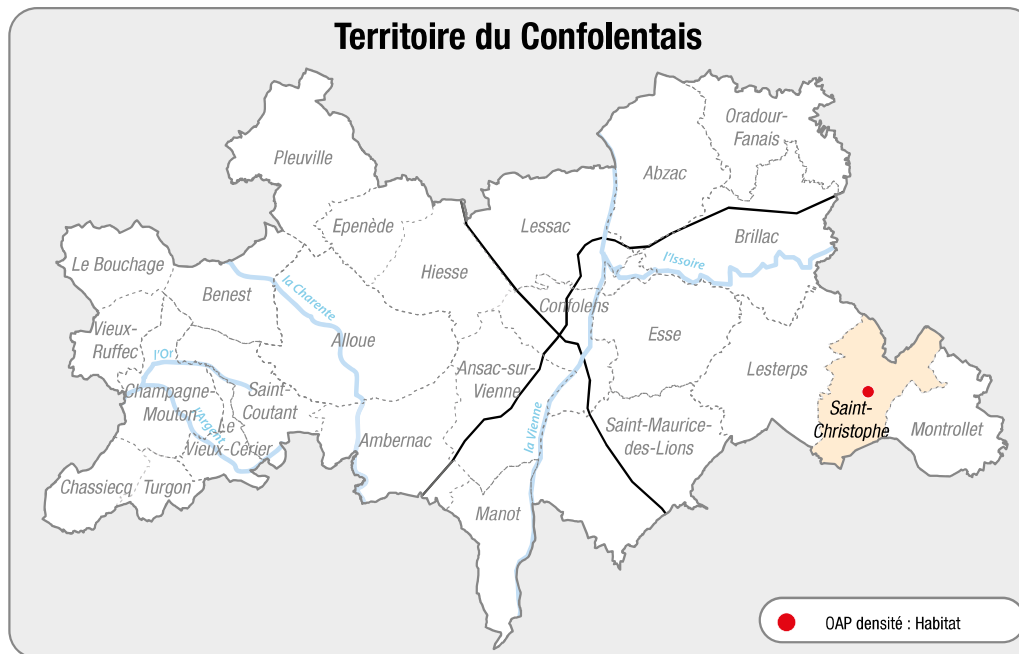 Territoire du Confolentais
Oradour-
Fanais
Pleuville
Abzac
Epenède
Lessac
Brillac
Le Bouchage
Hiesse
l'Issoire
Benest
la Charente
Confolens
Vieux-
Ruffec
Alloue
Esse
l'Or
Ansac-sur-
Vienne
Lesterps
Champagne-
Mouton
Saint-
Coutant
l'Argent
Le
Vieux-Cérier
Ambernac
la Vienne
Saint-Maurice-
des-Lions
Saint-
Christophe
Montrollet
Chassiecq
Turgon
Manot
OAP densité : Habitat